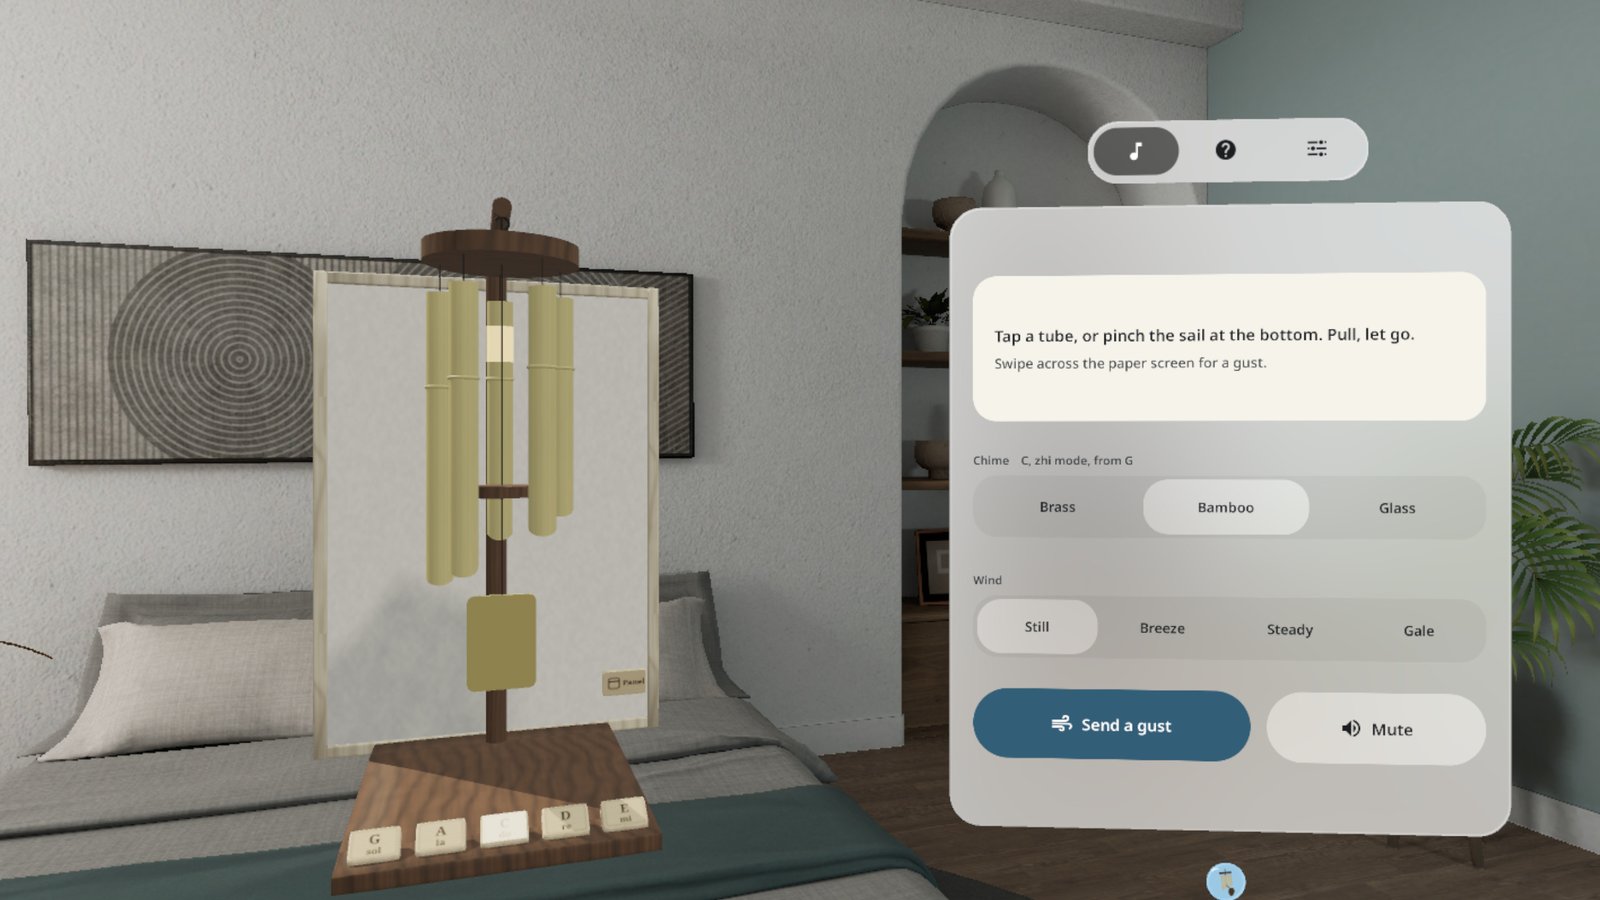 Tap a tube, or pinch the sail at the bottom. Pull, let go.
Swipe across the paper screen for a gust.
Chime C, zhi mode, from G
Brass Bamboo Glass
Wind
Still Breeze Steady Gale
Send a gust Mute
Panel
G A C D E
sol la do re mi